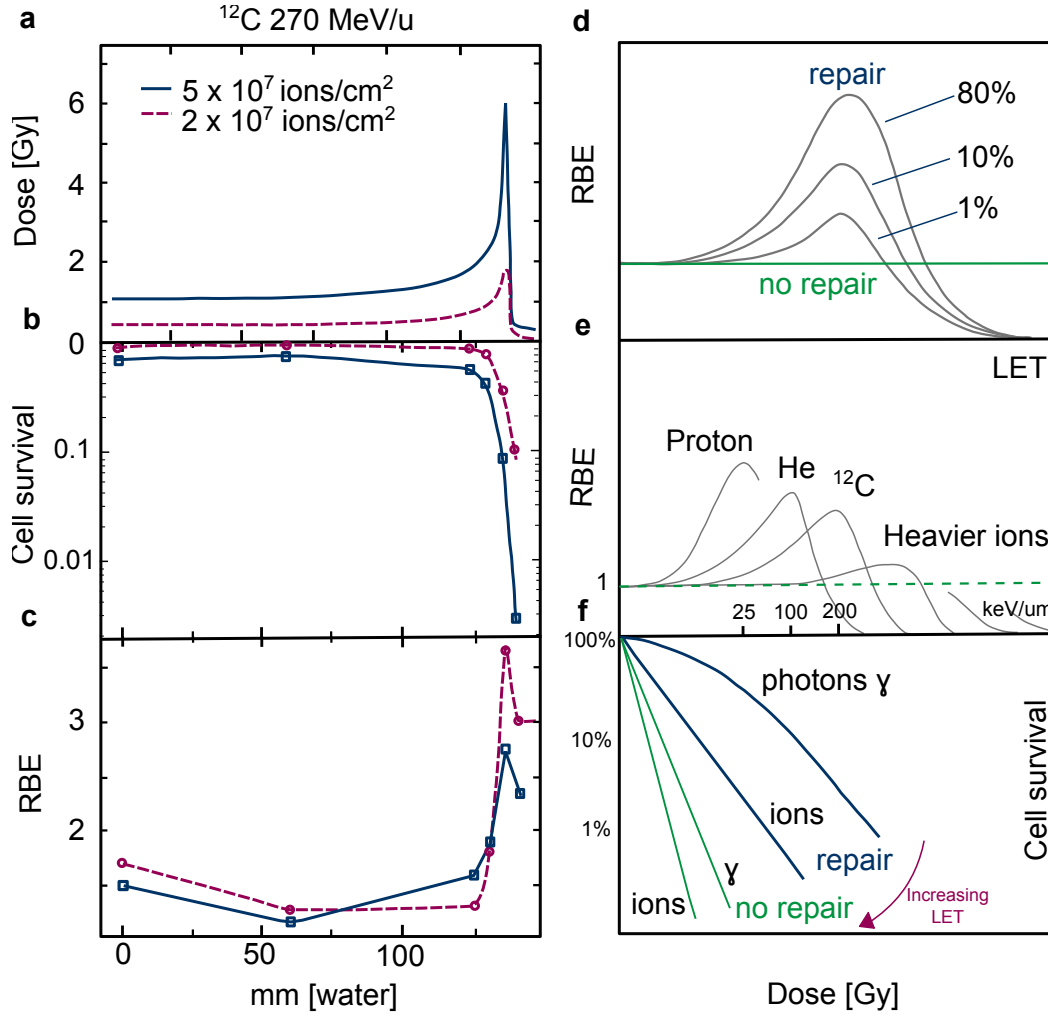 a
¹²C 270 MeV/u
Dose [Gy]
6
4
2
0
5 x 10⁷ ions/cm²
2 x 10⁷ ions/cm²
b
Cell survival
0.1
0.01
c
RBE
3
2
0
50
100
mm [water]
d
RBE
repair
80%
10%
1%
no repair
LET
e
RBE
1
Proton
He
¹²C
Heavier ions
25
100
200
keV/um
f
100%
10%
1%
photons γ
ions
repair
γ
ions
no repair
Increasing
LET
Cell survival
Dose [Gy]